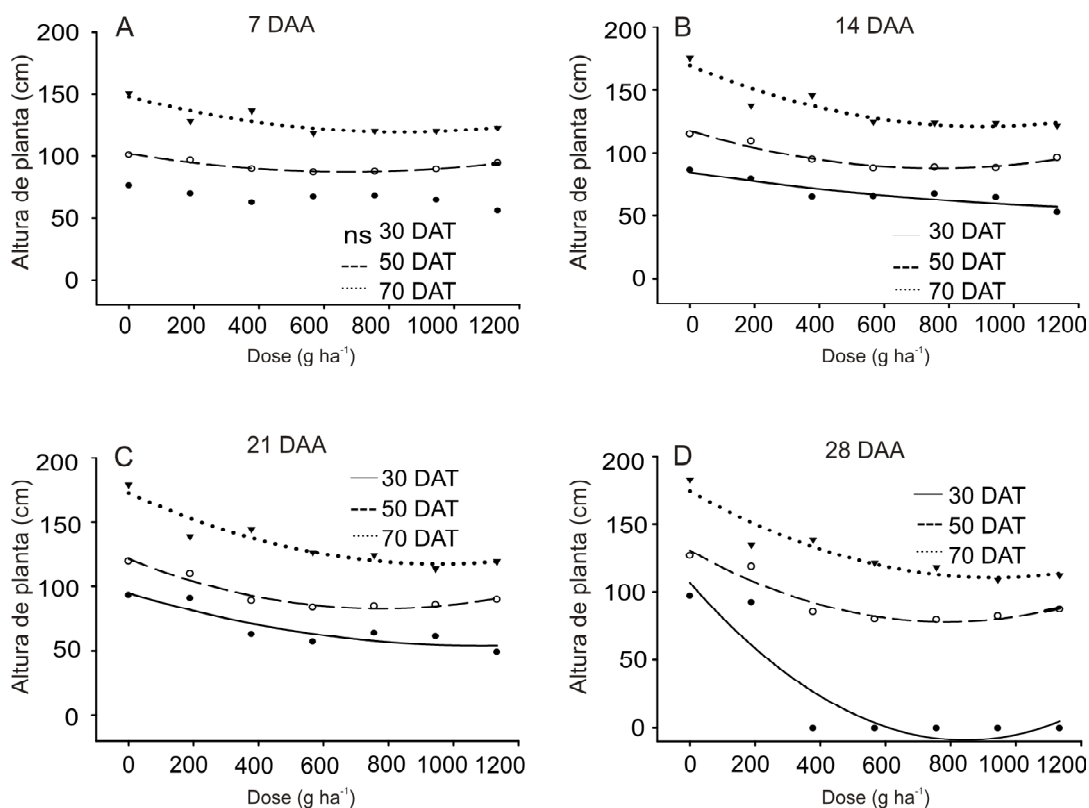 A
7 DAA
200
150
100
50
0
Altura de planta (cm)
ns 30 DAT
50 DAT
70 DAT
0 200 400 600 800 1000 1200
Dose (g ha⁻¹)
B
14 DAA
200
150
100
50
0
Altura de planta (cm)
30 DAT
50 DAT
70 DAT
0 200 400 600 800 1000 1200
Dose (g ha⁻¹)
C
21 DAA
200
150
100
50
0
Altura de planta (cm)
30 DAT
50 DAT
70 DAT
0 200 400 600 800 1000 1200
Dose (g ha⁻¹)
D
28 DAA
200
150
100
50
0
Altura de planta (cm)
30 DAT
50 DAT
70 DAT
0 200 400 600 800 1000 1200
Dose (g ha⁻¹)